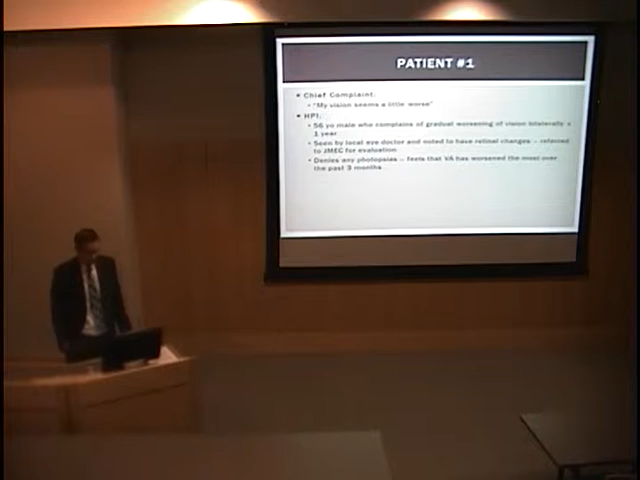 PATIENT #1
Chief Complaint:
"My vision seems a little worse"
HPI:
56 yo male who complains of gradual worsening of vision bilaterally x
1 year
Seen by local eye doctor and noted to have retinal changes – referred
to JMEC for evaluation
Denies any photopsias – feels that VA has worsened the most over
the past 3 months